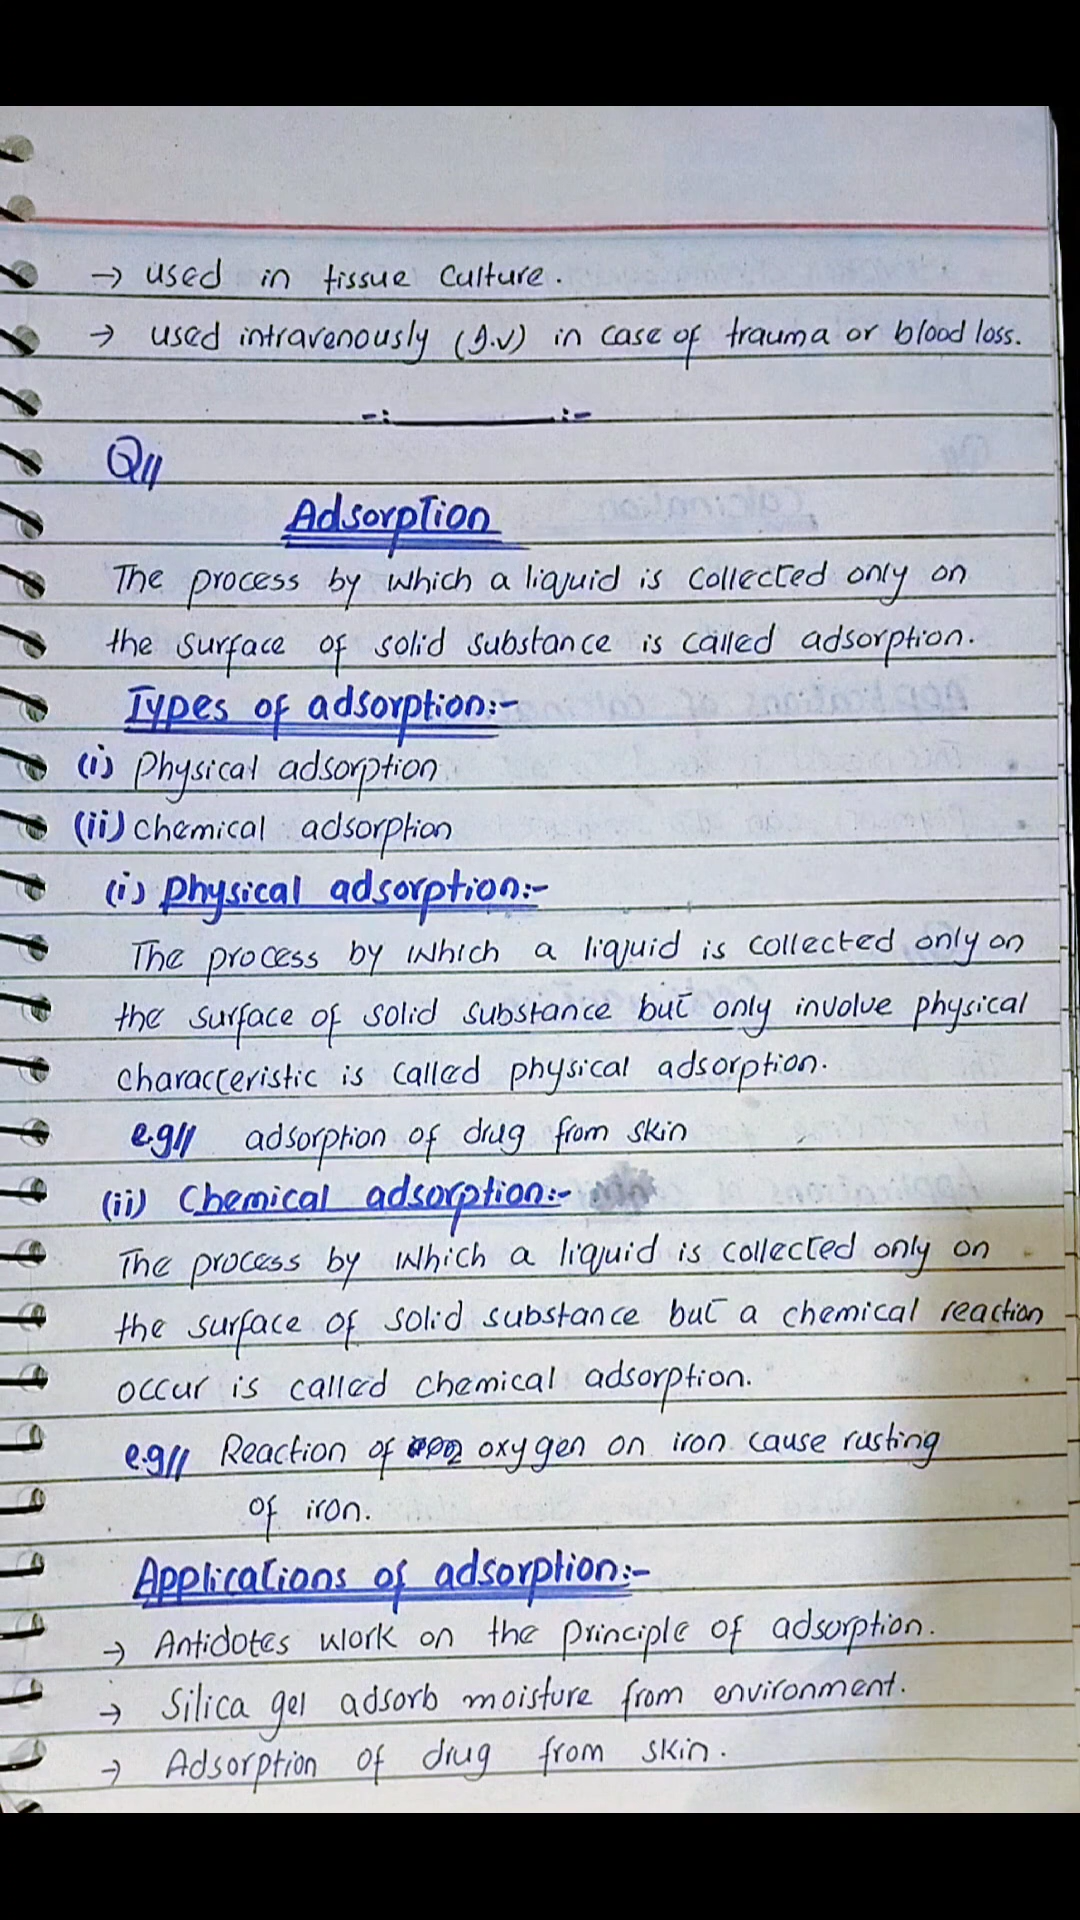 → used in tissue culture.
→ used intravenously (I.V) in case of trauma or blood loss.
-: :-
Q//
Adsorption
The process by which a liquid is collected only on
the surface of solid substance is called adsorption.
Types of adsorption:-
(i) Physical adsorption
(ii) Chemical adsorption
(i) Physical adsorption:-
The process by which a liquid is collected only on
the surface of solid substance but only involve physical
characteristic is called physical adsorption.
e.g// adsorption of drug from skin
(ii) Chemical adsorption:-
The process by which a liquid is collected only on
the surface of solid substance but a chemical reaction
occur is called chemical adsorption.
e.g// Reaction of oxygen on iron cause rusting
of iron.
Applications of adsorption:-
→ Antidotes work on the principle of adsorption.
→ Silica gel adsorb moisture from environment.
→ Adsorption of drug from skin.